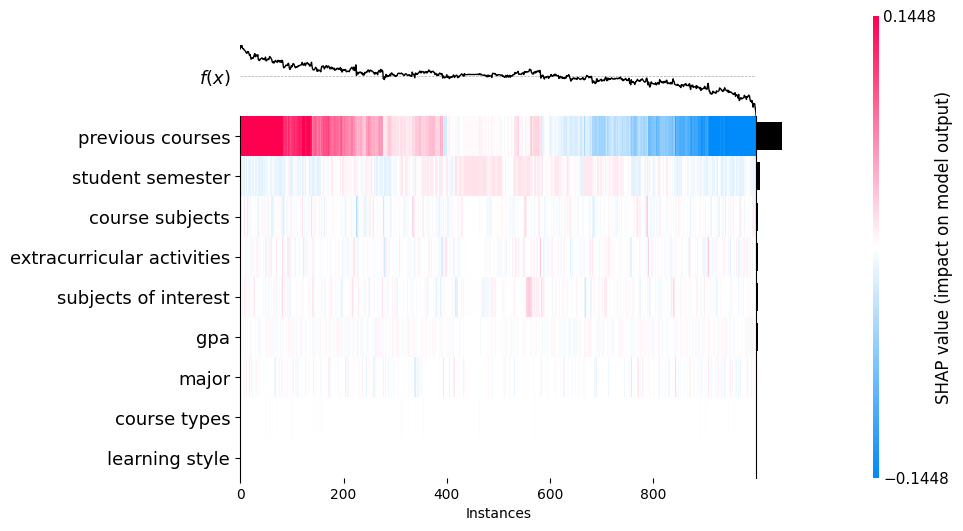 0.1448
f(x)
previous courses
student semester
course subjects
extracurricular activities
subjects of interest
gpa
major
course types
learning style
0 200 400 600 800
Instances
−0.1448
SHAP value (impact on model output)